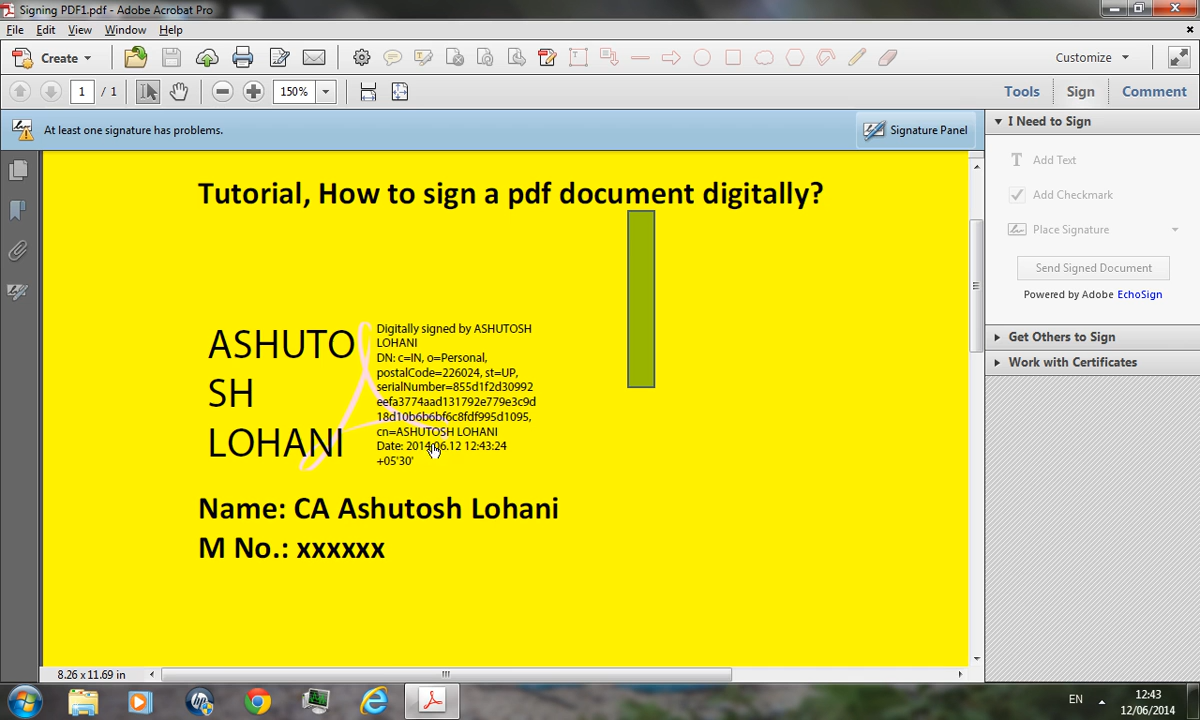 Signing PDF1.pdf - Adobe Acrobat Pro
File Edit View Window Help
Create Customize
1 / 1 150% Tools Sign Comment
At least one signature has problems. Signature Panel
I Need to Sign
T Add Text
Add Checkmark
Place Signature
Send Signed Document
Powered by Adobe EchoSign
Get Others to Sign
Work with Certificates
Tutorial, How to sign a pdf document digitally?
ASHUTO
SH
LOHANI
Digitally signed by ASHUTOSH
LOHANI
DN: c=IN, o=Personal,
postalCode=226024, st=UP,
serialNumber=855d1f2d30992
eefa3774aad131792e779e3c9d
18d10b6b6bf6c8fdf995d1095,
cn=ASHUTOSH LOHANI
Date: 2014.06.12 12:43:24
+05'30'
Name: CA Ashutosh Lohani
M No.: xxxxxx
8.26 x 11.69 in
EN 12:43
12/06/2014